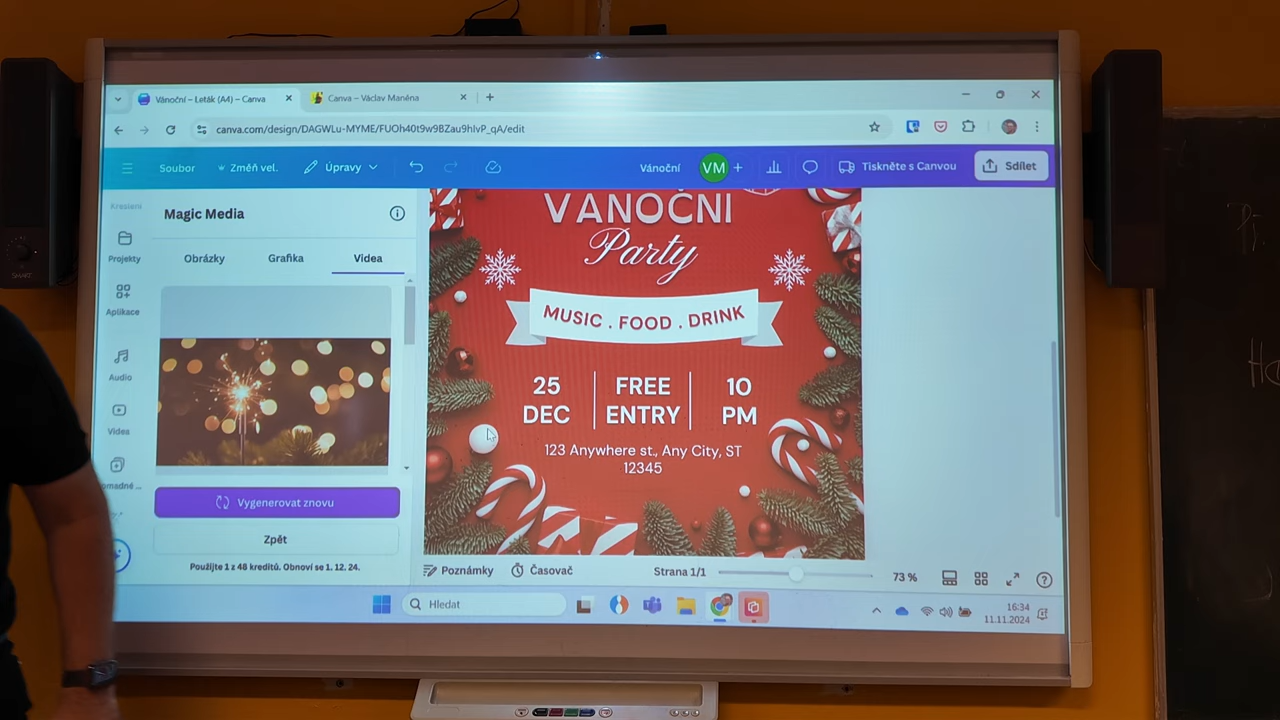 Vánoční – Leták (A4) – Canva
Canva – Václav Maněna
canva.com/design/DAGWLu-MYME/FUOh40t9w9BZau9hIvP_qA/edit
Soubor
Změň vel.
Úpravy
Vánoční
VM
Tiskněte s Canvou
Sdílet
Kreslení
Projekty
Aplikace
Audio
Videa
Magic Media
Obrázky
Grafika
Videa
Vygenerovat znovu
Zpět
Použijte 1 z 48 kreditů. Obnoví se 1. 12. 24.
VÁNOČNÍ
Party
MUSIC . FOOD . DRINK
25
DEC
FREE
ENTRY
10
PM
123 Anywhere st., Any City, ST
12345
Poznámky
Časovač
Strana 1/1
73 %
Hledat
16:34
11.11.2024
SMART